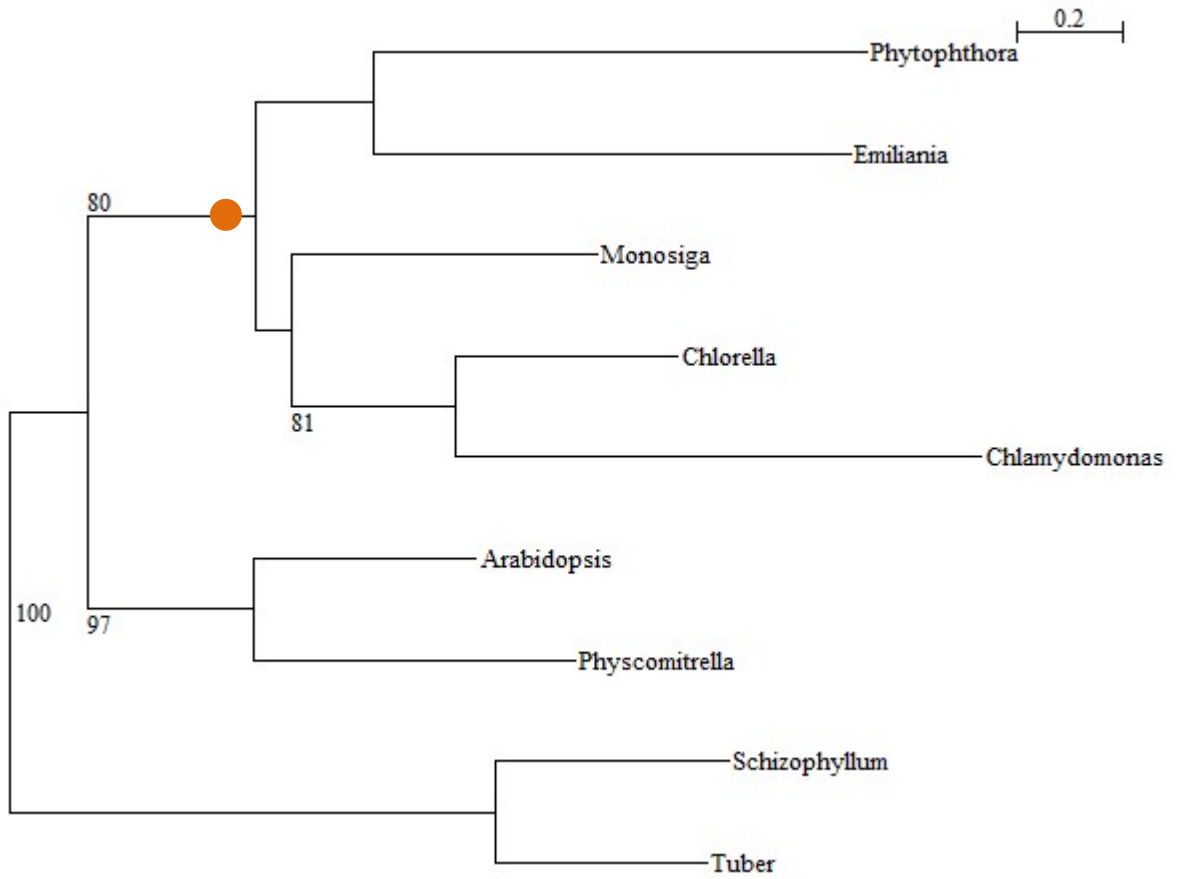 0.2
Phytophthora
Emiliania
80
Monosiga
Chlorella
81
Chlamydomonas
Arabidopsis
100
97
Physcomitrella
Schizophyllum
Tuber